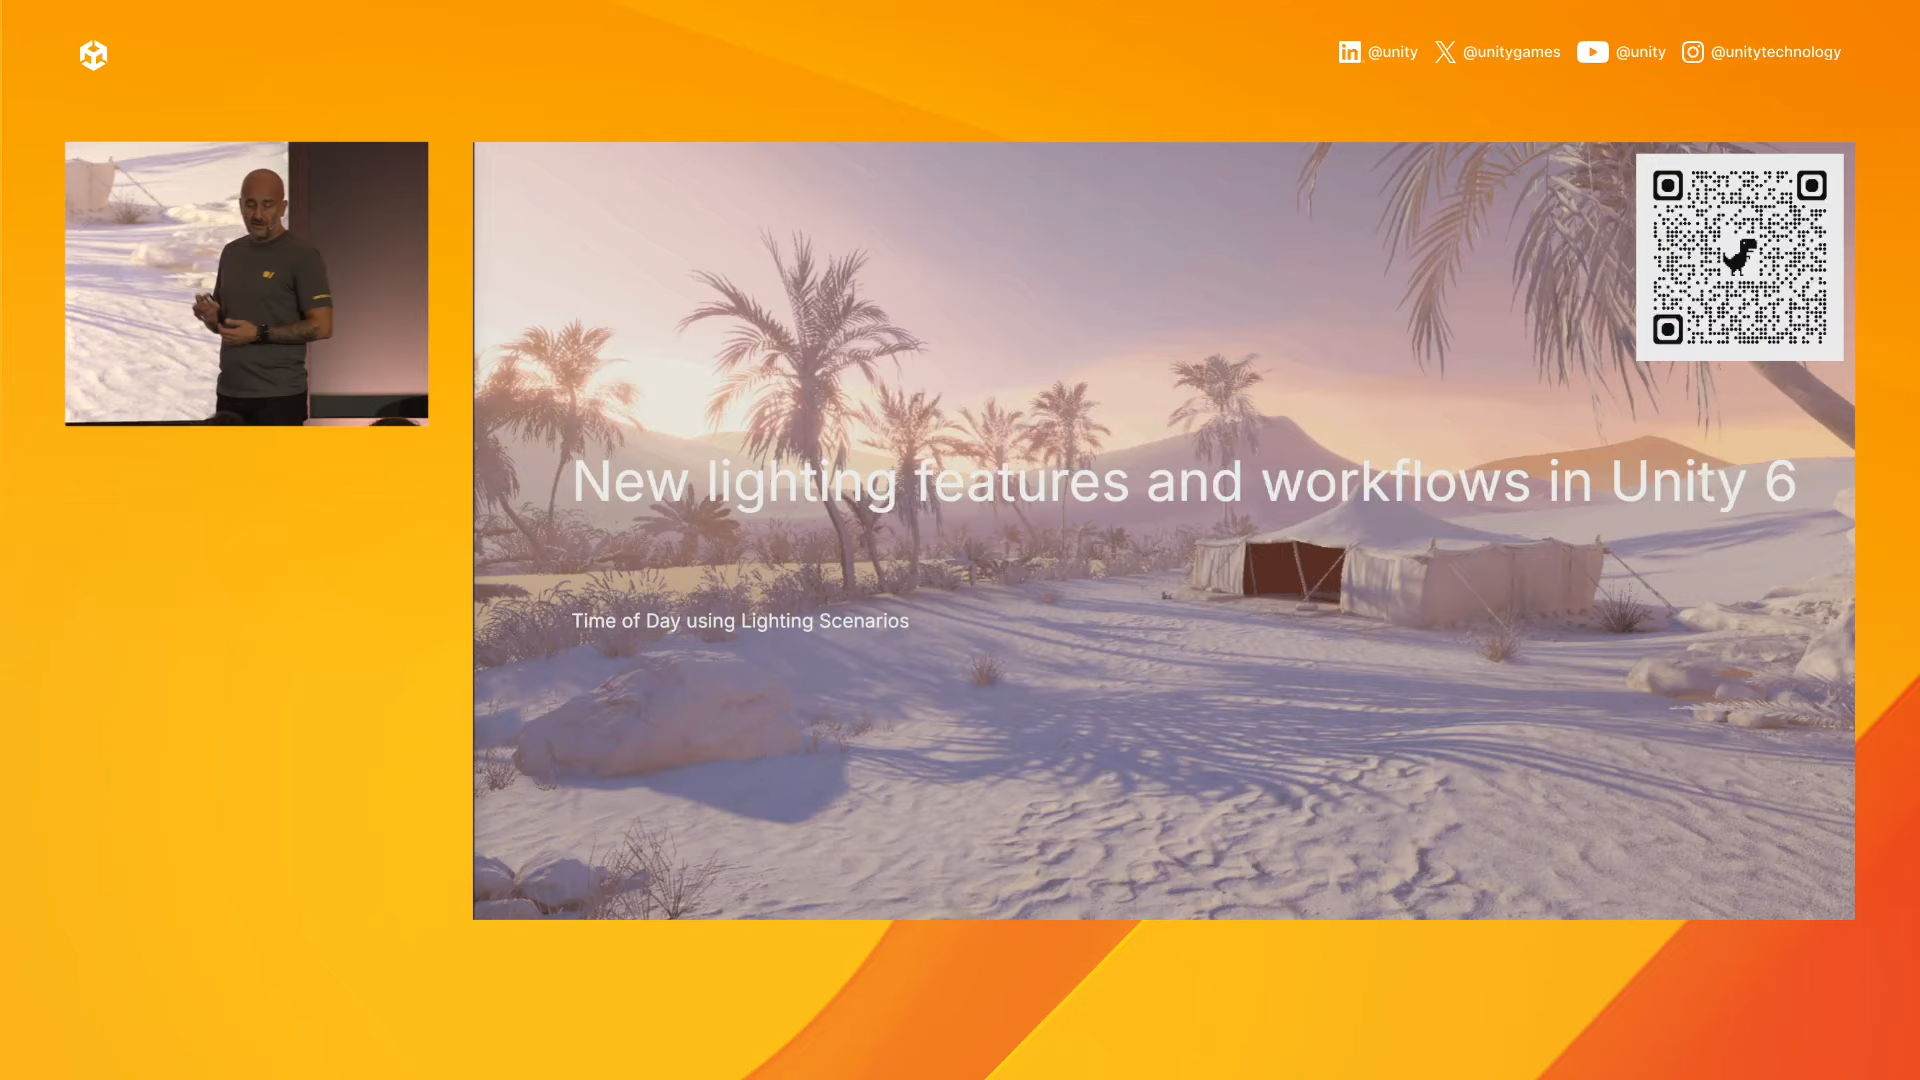 @unity @unitygames @unity @unitytechnology
New lighting features and workflows in Unity 6
Time of Day using Lighting Scenarios